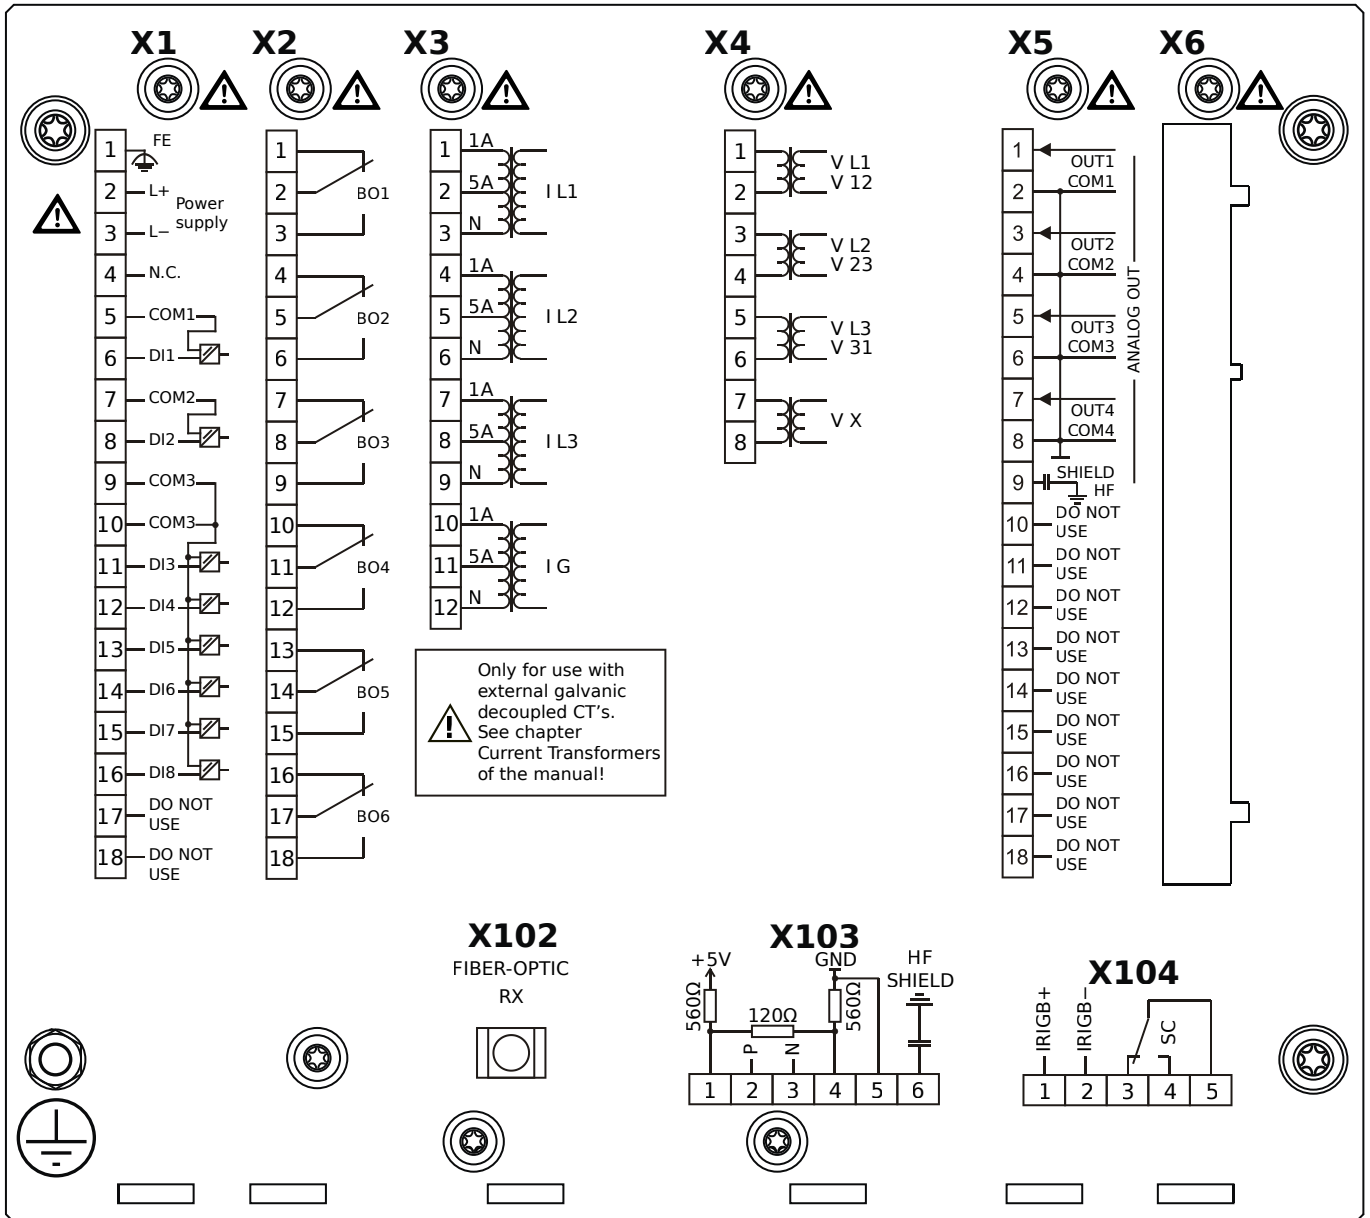 X1
X2
X3
X4
X5
X6
1
FE
2
L+
Power
supply
3
L−
4
N.C.
5
COM1
6
DI1
7
COM2
8
DI2
9
COM3
10
COM3
11
DI3
12
DI4
13
DI5
14
DI6
15
DI7
16
DI8
17
DO NOT
USE
18
DO NOT
USE
1
2
BO1
3
4
5
BO2
6
7
8
BO3
9
10
11
BO4
12
13
14
BO5
15
16
17
BO6
18
1
1A
2
5A
I L1
3
N
4
1A
5
5A
I L2
6
N
7
1A
8
5A
I L3
9
N
10
1A
11
5A
I G
12
N
Only for use with
external galvanic
decoupled CT's.
See chapter
Current Transformers
of the manual!
1
V L1
2
V 12
3
V L2
4
V 23
5
V L3
6
V 31
7
V X
8
1
OUT1
2
COM1
3
OUT2
4
COM2
5
OUT3
6
COM3
7
OUT4
8
COM4
ANALOG OUT
9
SHIELD
HF
10
DO NOT
USE
11
DO NOT
USE
12
DO NOT
USE
13
DO NOT
USE
14
DO NOT
USE
15
DO NOT
USE
16
DO NOT
USE
17
DO NOT
USE
18
DO NOT
USE
X102
FIBER-OPTIC
RX
X103
+5V
GND
HF
SHIELD
560Ω
120Ω
560Ω
P
N
1 2 3 4 5 6
X104
IRIGB+
IRIGB−
SC
1 2 3 4 5